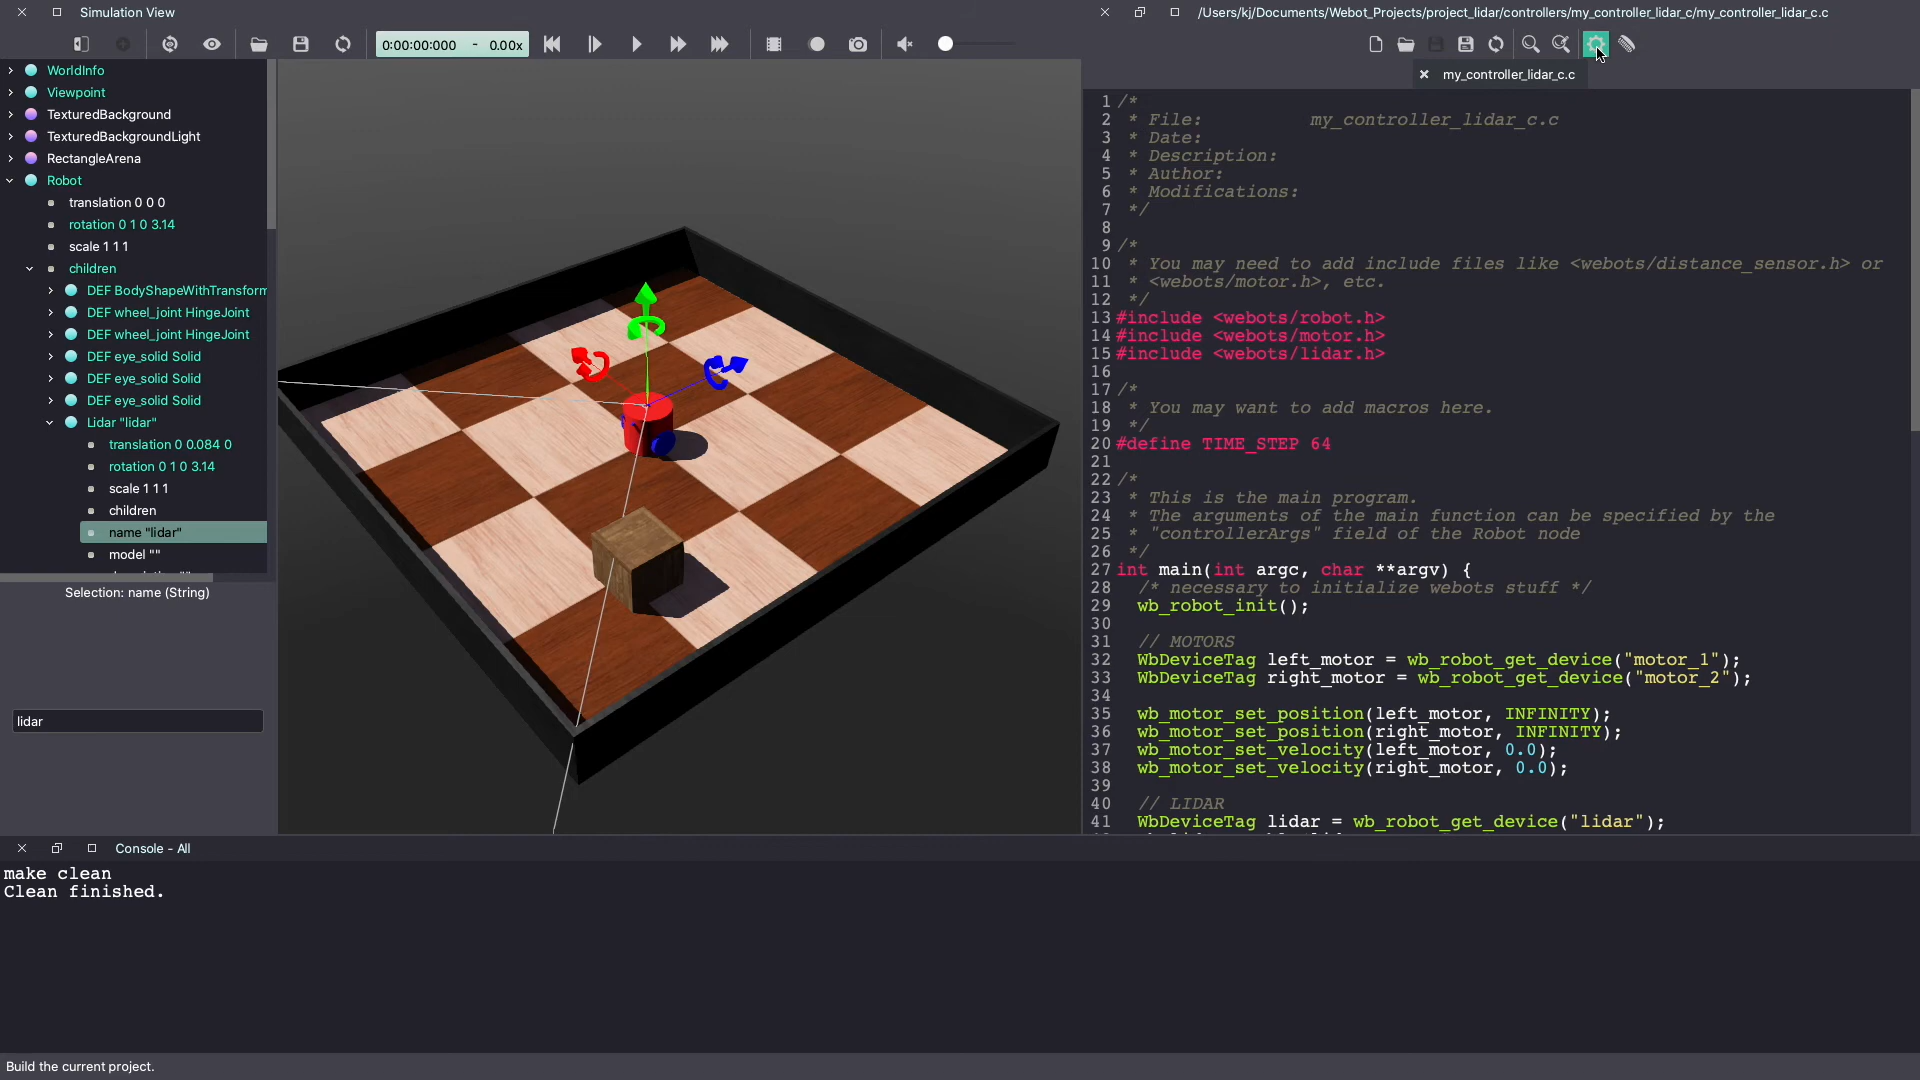 Simulation View
/Users/kj/Documents/Webot_Projects/project_lidar/controllers/my_controller_lidar_c/my_controller_lidar_c.c
0:00:00:000 - 0.00x
my_controller_lidar_c.c
WorldInfo
Viewpoint
TexturedBackground
TexturedBackgroundLight
RectangleArena
Robot
translation 0 0 0
rotation 0 1 0 3.14
scale 1 1 1
children
DEF BodyShapeWithTransform
DEF wheel_joint HingeJoint
DEF wheel_joint HingeJoint
DEF eye_solid Solid
DEF eye_solid Solid
DEF eye_solid Solid
Lidar "lidar"
translation 0 0.084 0
rotation 0 1 0 3.14
scale 1 1 1
children
name "lidar"
model ""
Selection: name (String)
lidar
1 /*
2 * File: my_controller_lidar_c.c
3 * Date:
4 * Description:
5 * Author:
6 * Modifications:
7 */
8
9 /*
10 * You may need to add include files like <webots/distance_sensor.h> or
11 * <webots/motor.h>, etc.
12 */
13 #include <webots/robot.h>
14 #include <webots/motor.h>
15 #include <webots/lidar.h>
16
17 /*
18 * You may want to add macros here.
19 */
20 #define TIME_STEP 64
21
22 /*
23 * This is the main program.
24 * The arguments of the main function can be specified by the
25 * "controllerArgs" field of the Robot node
26 */
27 int main(int argc, char **argv) {
28 /* necessary to initialize webots stuff */
29 wb_robot_init();
30
31 // MOTORS
32 WbDeviceTag left_motor = wb_robot_get_device("motor_1");
33 WbDeviceTag right_motor = wb_robot_get_device("motor_2");
34
35 wb_motor_set_position(left_motor, INFINITY);
36 wb_motor_set_position(right_motor, INFINITY);
37 wb_motor_set_velocity(left_motor, 0.0);
38 wb_motor_set_velocity(right_motor, 0.0);
39
40 // LIDAR
41 WbDeviceTag lidar = wb_robot_get_device("lidar");
Console - All
make clean
Clean finished.
Build the current project.